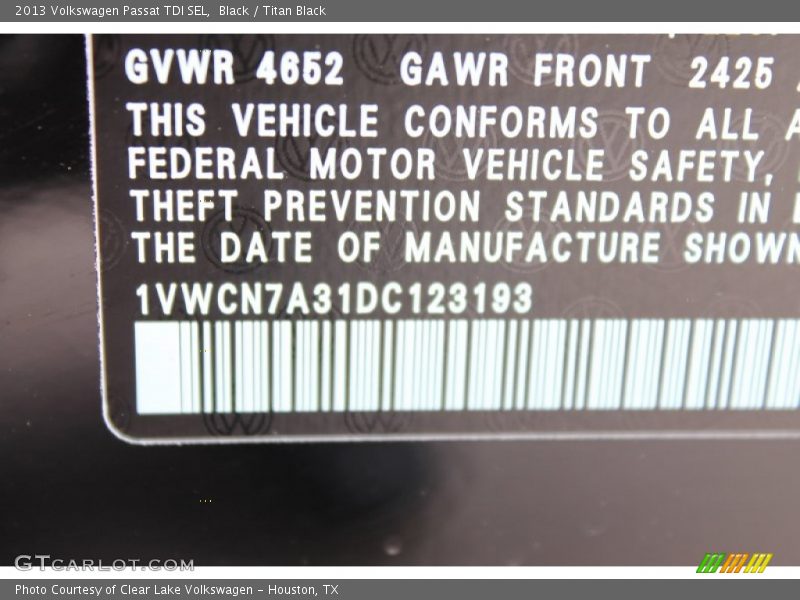 2013 Volkswagen Passat TDI SEL,  Black / Titan Black
GVWR 4652  GAWR FRONT  2425
THIS VEHICLE CONFORMS TO ALL
FEDERAL MOTOR VEHICLE SAFETY,
THEFT PREVENTION STANDARDS IN
THE DATE OF MANUFACTURE SHOWN
1VWCN7A31DC123193
GTCARLOT.COM
Photo Courtesy of Clear Lake Volkswagen – Houston, TX